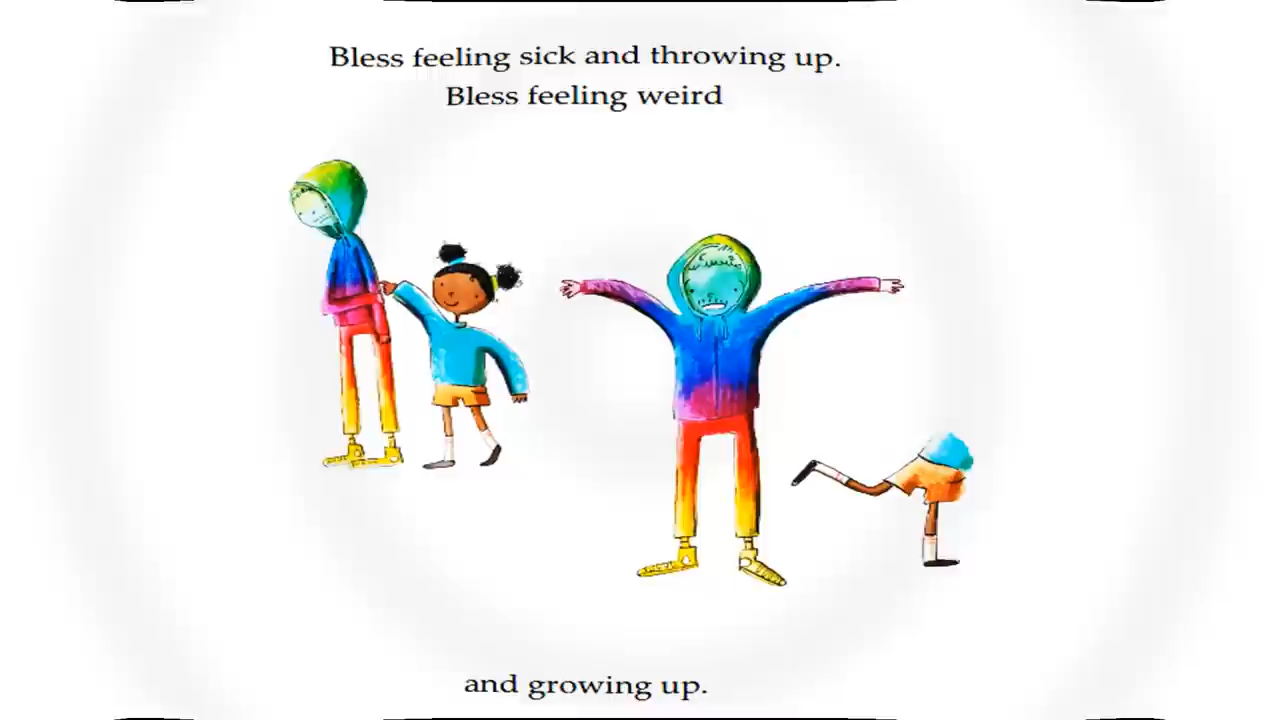 Bless feeling sick and throwing up.
Bless feeling weird
and growing up.